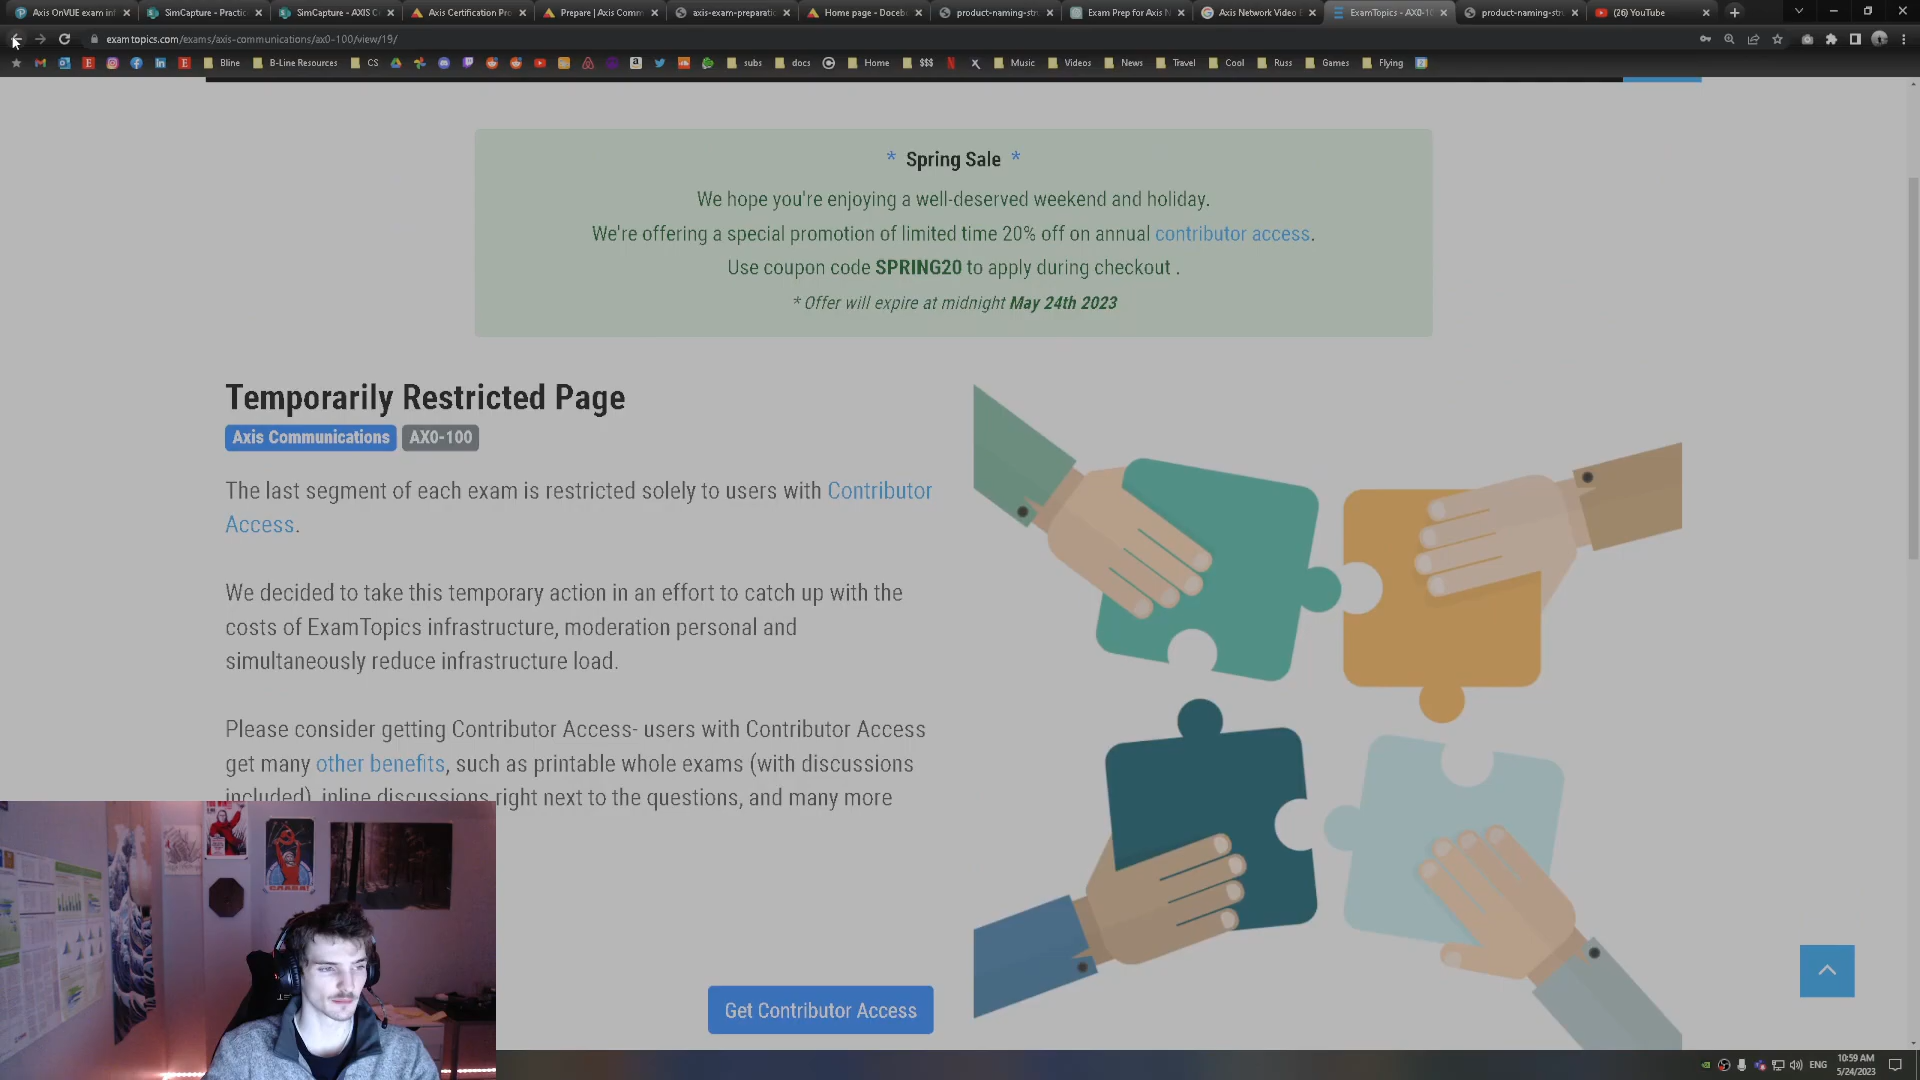 Axis OnVUE exam in
SimCapture - Practic
SimCapture - AXIS C
Axis Certification Pro
Prepare | Axis Comm
axis-exam-preparati
Home page - Doceb
product-naming-str
Exam Prep for Axis N
Axis Network Video E
ExamTopics - AX0-10
product-naming-str
(26) YouTube
examtopics.com/exams/axis-communications/ax0-100/view/19/
Bline
B-Line Resources
CS
subs
docs
Home
$$$
Music
Videos
News
Travel
Cool
Russ
Games
Flying
* Spring Sale *
We hope you're enjoying a well-deserved weekend and holiday.
We're offering a special promotion of limited time 20% off on annual contributor access.
Use coupon code SPRING20 to apply during checkout .
* Offer will expire at midnight May 24th 2023
Temporarily Restricted Page
Axis Communications AX0-100
The last segment of each exam is restricted solely to users with Contributor
Access.
We decided to take this temporary action in an effort to catch up with the
costs of ExamTopics infrastructure, moderation personal and
simultaneously reduce infrastructure load.
Please consider getting Contributor Access- users with Contributor Access
get many other benefits, such as printable whole exams (with discussions
included), inline discussions right next to the questions, and many more
Get Contributor Access
ENG
10:59 AM
5/24/2023